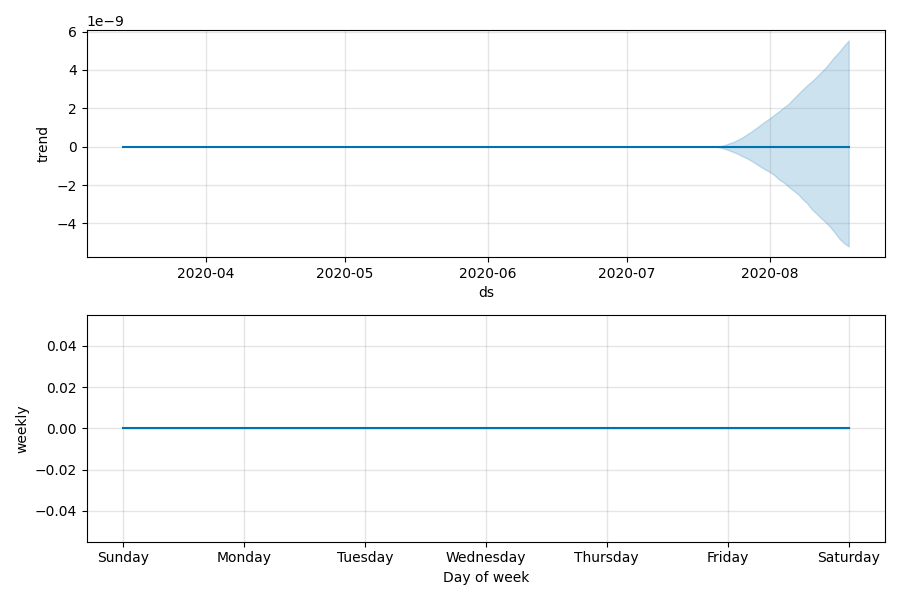 1e−9
6
4
2
0
−2
−4
trend
2020-04 2020-05 2020-06 2020-07 2020-08
ds
0.04
0.02
0.00
−0.02
−0.04
weekly
Sunday Monday Tuesday Wednesday Thursday Friday Saturday
Day of week